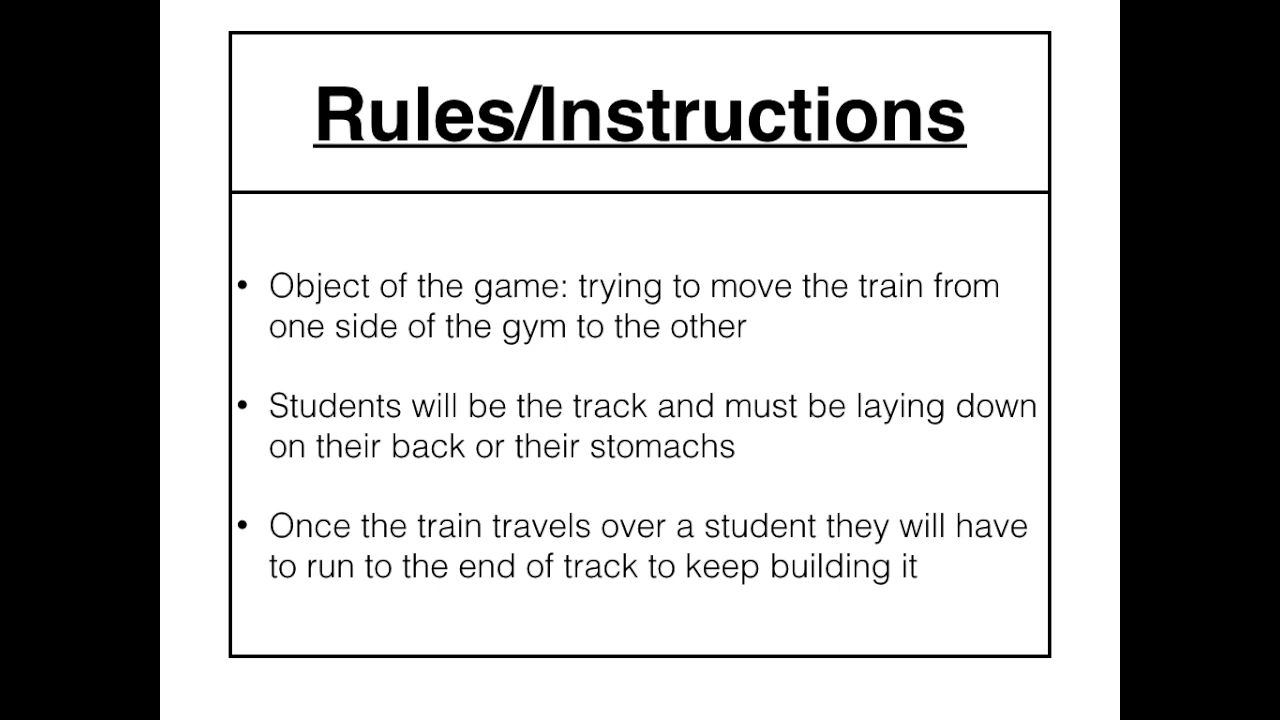 Rules/Instructions
• Object of the game: trying to move the train from
one side of the gym to the other
• Students will be the track and must be laying down
on their back or their stomachs
• Once the train travels over a student they will have
to run to the end of track to keep building it